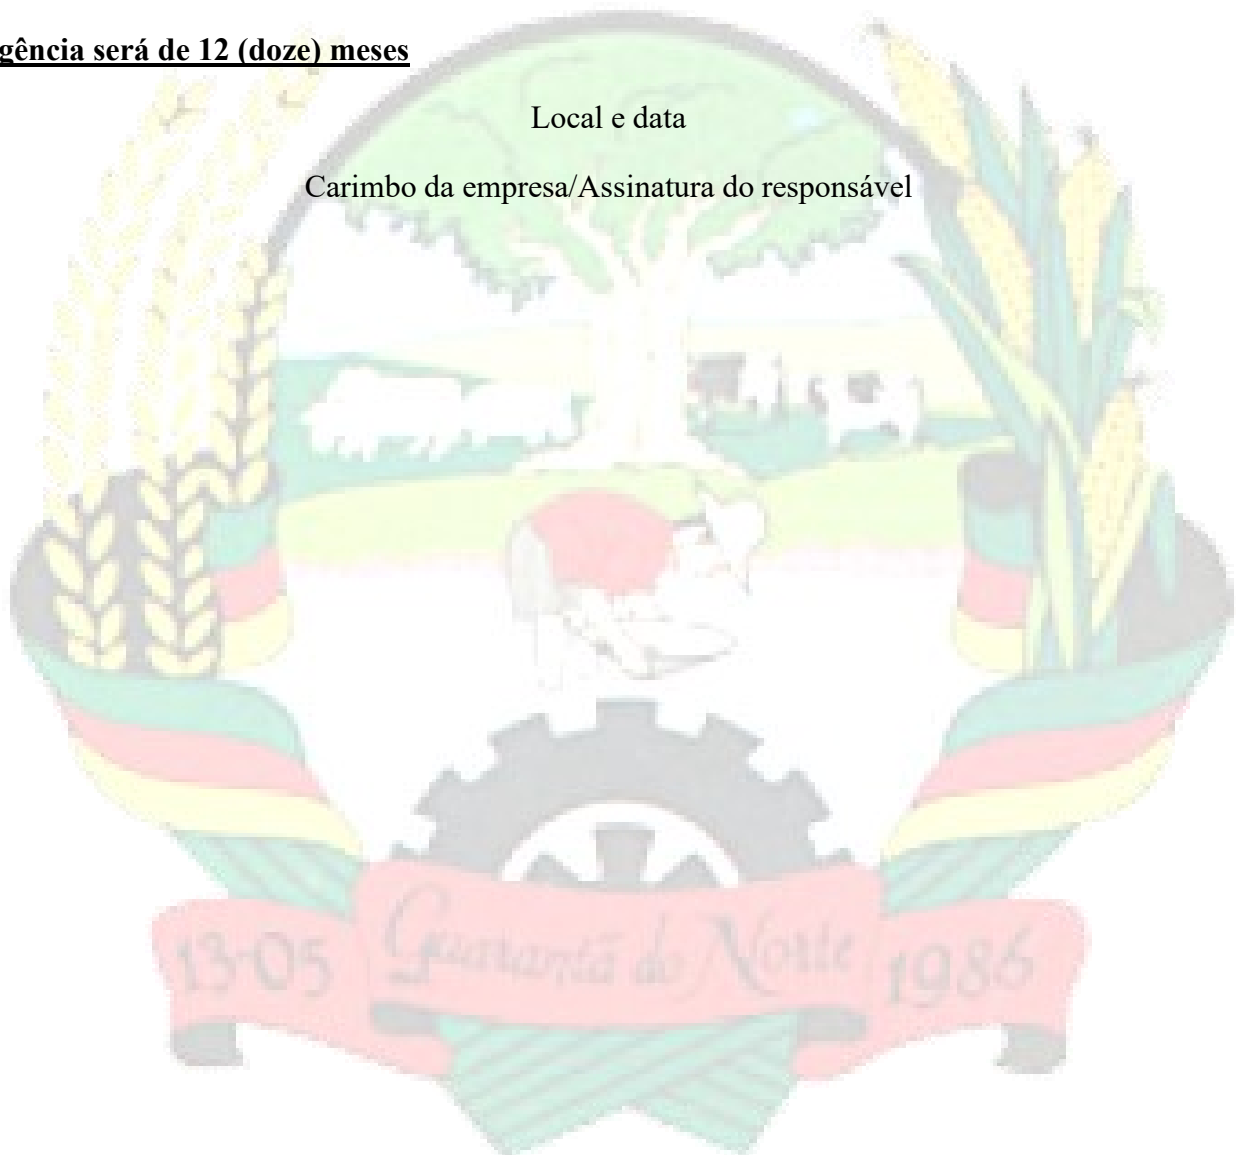 gência será de 12 (doze) meses
Local e data
Carimbo da empresa/Assinatura do responsável
13-05 Guarantã do Norte 1986